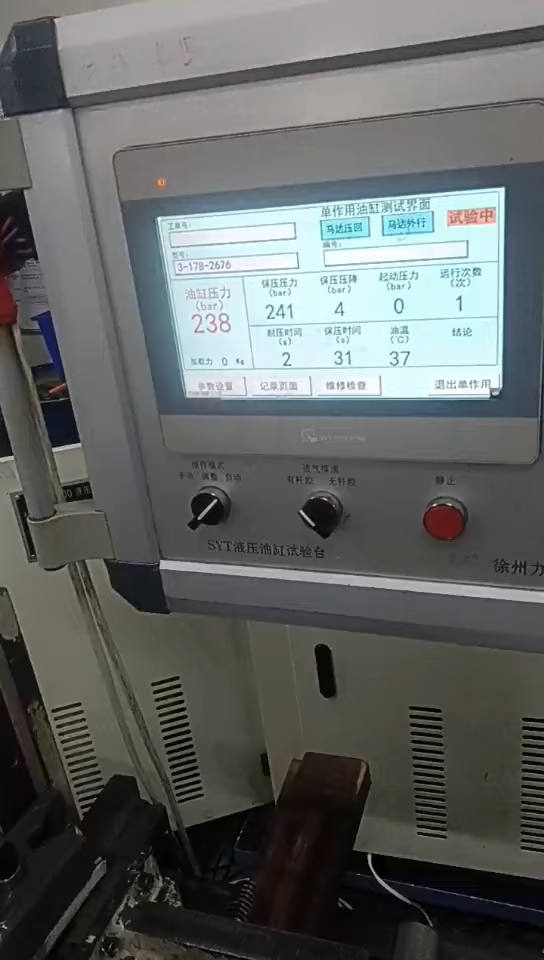 单作用油缸测试界面
工单号:
马达压回
马达外行
试验中
型号:
编号:
3-178-2676
油缸压力
(bar)
238
加载力 0 Kg
保压压力
(bar)
241
保压压降
(bar)
4
起动压力
(bar)
0
运行次数
(次)
1
耐压时间
(s)
2
保压时间
(s)
31
油温
(℃)
37
结论
参数设置
记录页面
维修检查
退出单作用
操作模式
手动 调整 自动
有杆腔 无杆腔
静止
SYT液压油缸试验台
徐州力